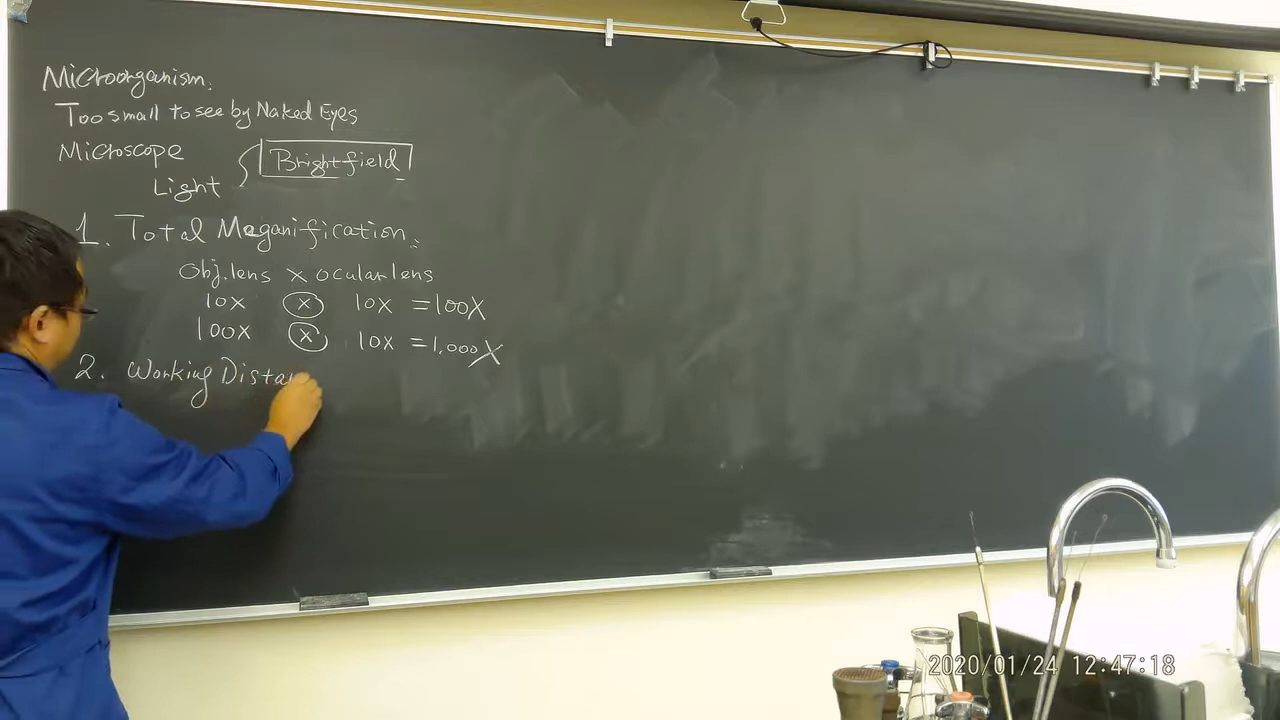 Microorganism.
Too small to see by Naked Eyes
Microscope
Brightfield
Light
1. Total Meganification:
Obj.lens x ocular lens
10x x 10x = 100X
100x x 10x = 1,000X
2. Working Distan
2020/01/24 12:47:18